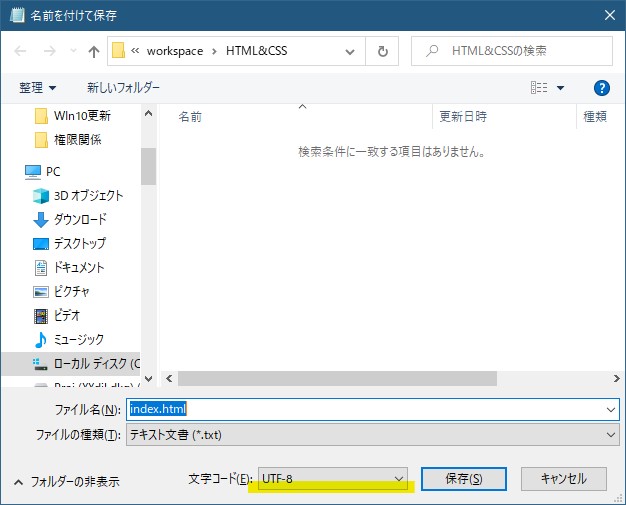 名前を付けて保存
workspace > HTML&CSS
HTML&CSSの検索
整理 新しいフォルダー
WIn10更新
権限関係
PC
3D オブジェクト
ダウンロード
デスクトップ
ドキュメント
ピクチャ
ビデオ
ミュージック
ローカル ディスク (C
名前 更新日時 種類
検索条件に一致する項目はありません。
ファイル名(N): index.html
ファイルの種類(T): テキスト文書 (*.txt)
フォルダーの非表示 文字コード(E): UTF-8 保存(S) キャンセル